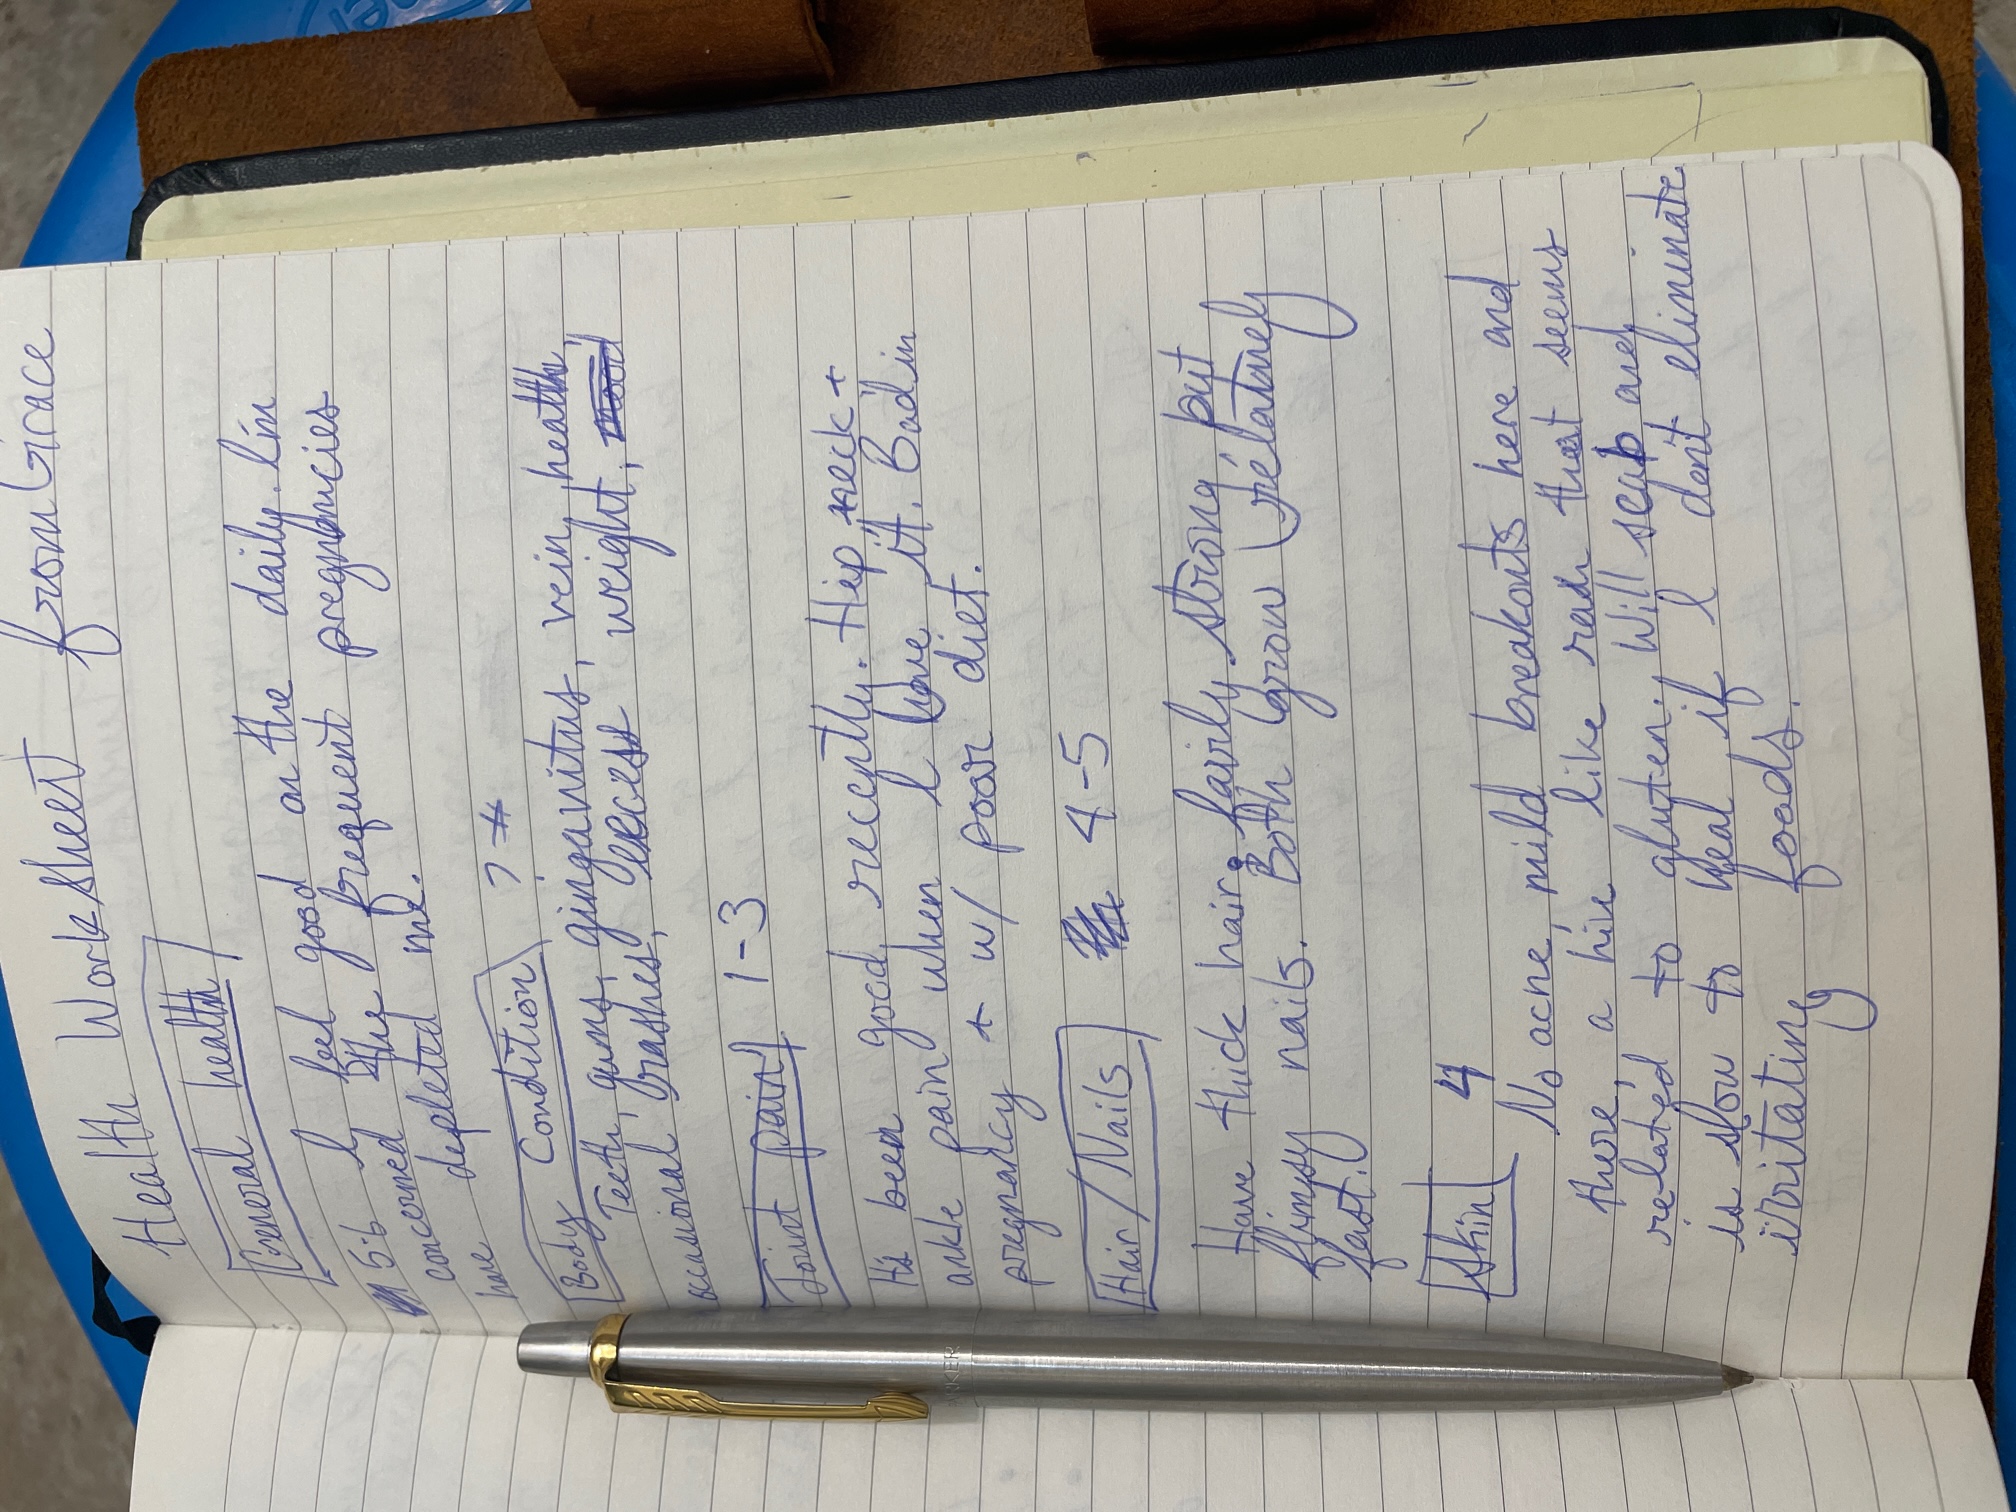 Health Worksheet from Grace
General health
5-6 I feel good on the daily. I'm
concerned the frequent pregnancies
have depleted me.
Body Condition ? #
Teeth, gums, ginganitus, vein, health,
occasional rashes, excess weight, mood
Joint pain 1-3
It's been good, recently. Hip, neck +
ankle pain when I have it. Bad in
pregnancy + w/ poor diet.
Hair/Nails 4-5
Have thick hair. fairly strong, but
flimsy nails. Both grow relatively
fast.
Skin 4
No acne, mild breakouts here and
there, a hive like rash that seems
related to gluten. Will scab and
is slow to heal if I don't eliminate
irritating foods.
PARKER